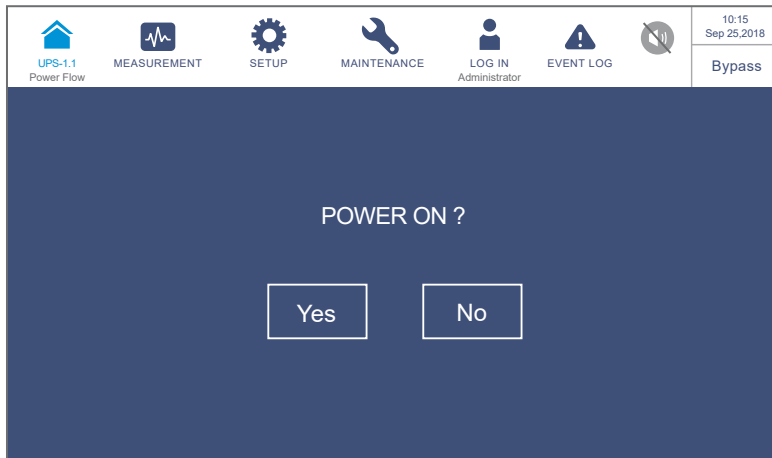 UPS-1.1
Power Flow
MEASUREMENT
SETUP
MAINTENANCE
LOG IN
Administrator
EVENT LOG
10:15
Sep 25,2018
Bypass
POWER ON ?
Yes
No